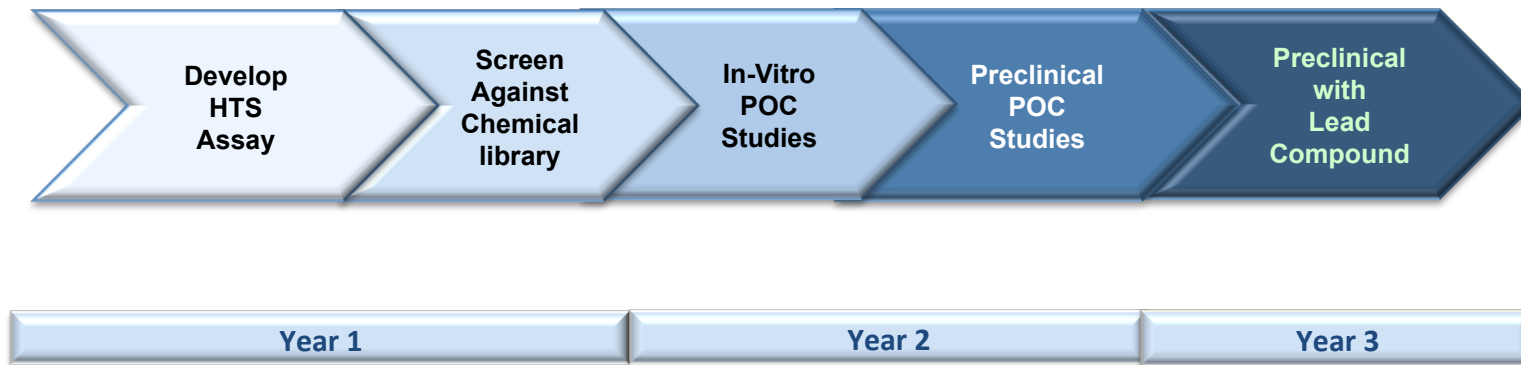 Develop
HTS
Assay
Screen
Against
Chemical
library
In-Vitro
POC
Studies
Preclinical
POC
Studies
Preclinical
with
Lead
Compound
Year 1
Year 2
Year 3